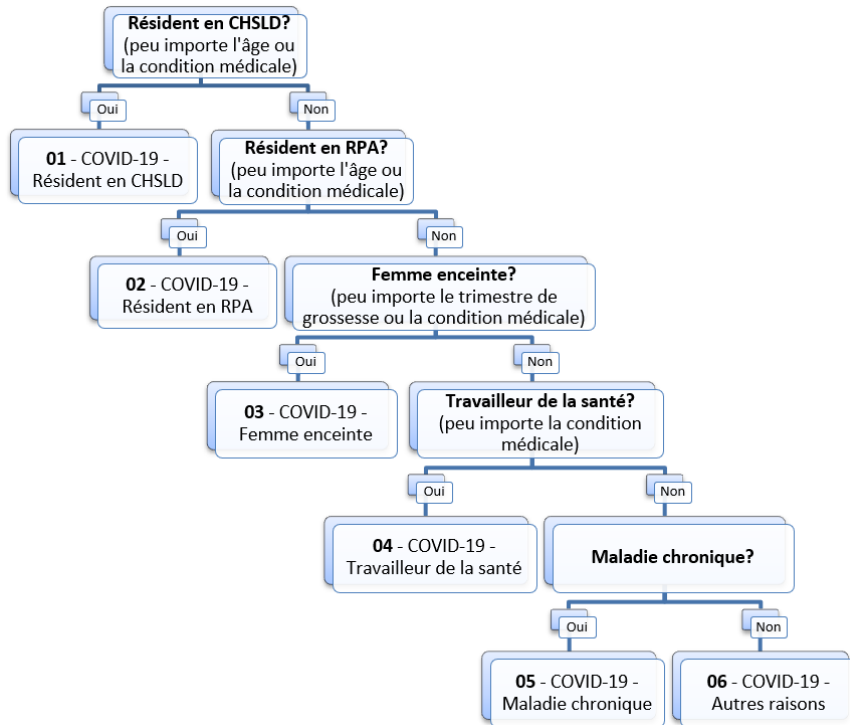 Résident en CHSLD?
(peu importe l'âge ou
la condition médicale)
Oui
Non
01 - COVID-19 -
Résident en CHSLD
Résident en RPA?
(peu importe l'âge ou
la condition médicale)
Oui
Non
02 - COVID-19 -
Résident en RPA
Femme enceinte?
(peu importe le trimestre de
grossesse ou la condition médicale)
Oui
Non
03 - COVID-19 -
Femme enceinte
Travailleur de la santé?
(peu importe la condition
médicale)
Oui
Non
04 - COVID-19 -
Travailleur de la santé
Maladie chronique?
Oui
Non
05 - COVID-19 -
Maladie chronique
06 - COVID-19 -
Autres raisons